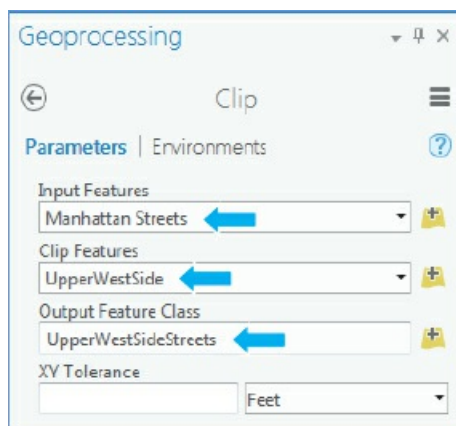 Geoprocessing
Clip
Parameters | Environments
Input Features
Manhattan Streets
Clip Features
UpperWestSide
Output Feature Class
UpperWestSideStreets
XY Tolerance
Feet